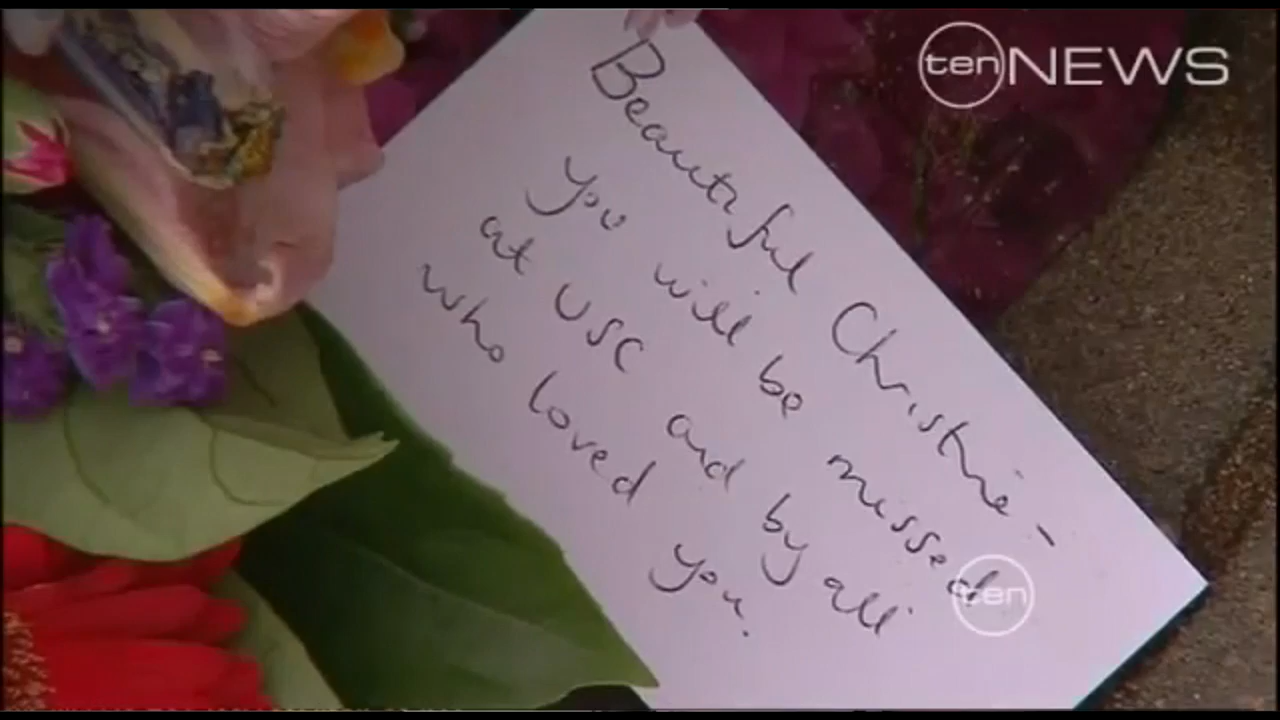 ten NEWS
Beautiful Christie -
you will be missed
at USC and by all
who loved you.
ten